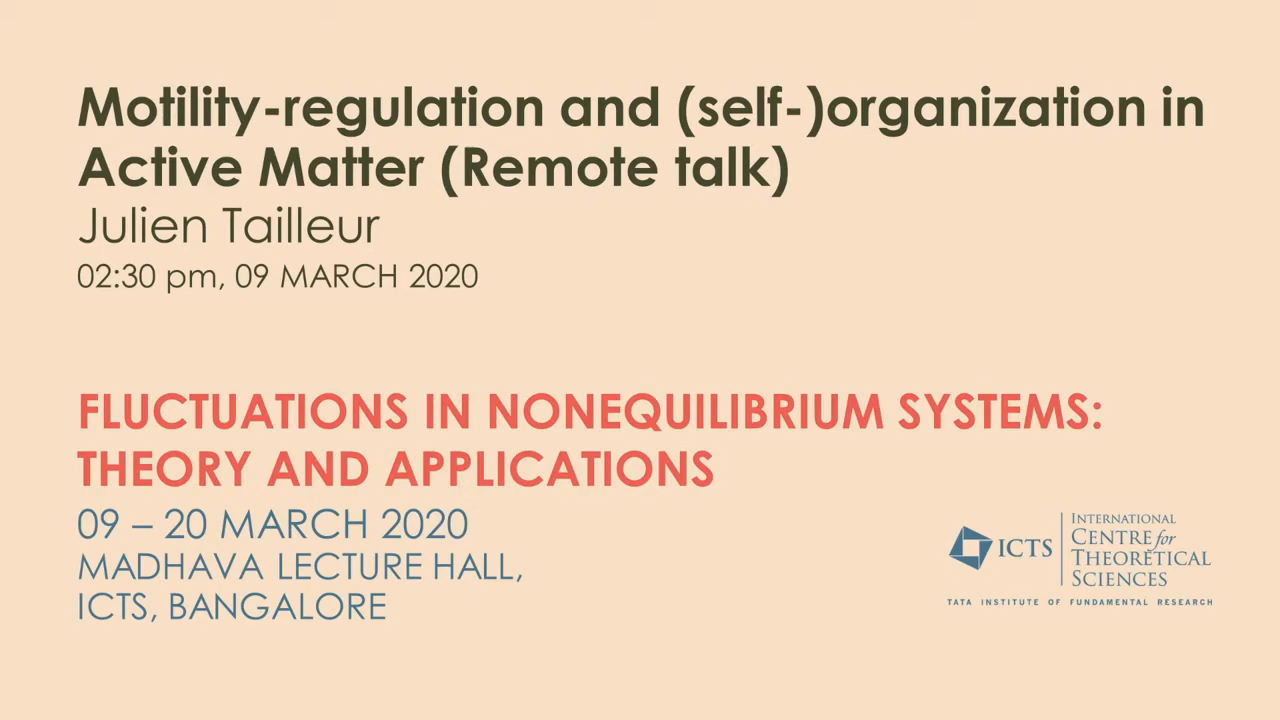 Motility-regulation and (self-)organization in
Active Matter (Remote talk)
Julien Tailleur
02:30 pm, 09 MARCH 2020
FLUCTUATIONS IN NONEQUILIBRIUM SYSTEMS:
THEORY AND APPLICATIONS
09 – 20 MARCH 2020
MADHAVA LECTURE HALL,
ICTS, BANGALORE
ICTS
INTERNATIONAL
CENTRE for
THEORETICAL
SCIENCES
TATA INSTITUTE OF FUNDAMENTAL RESEARCH